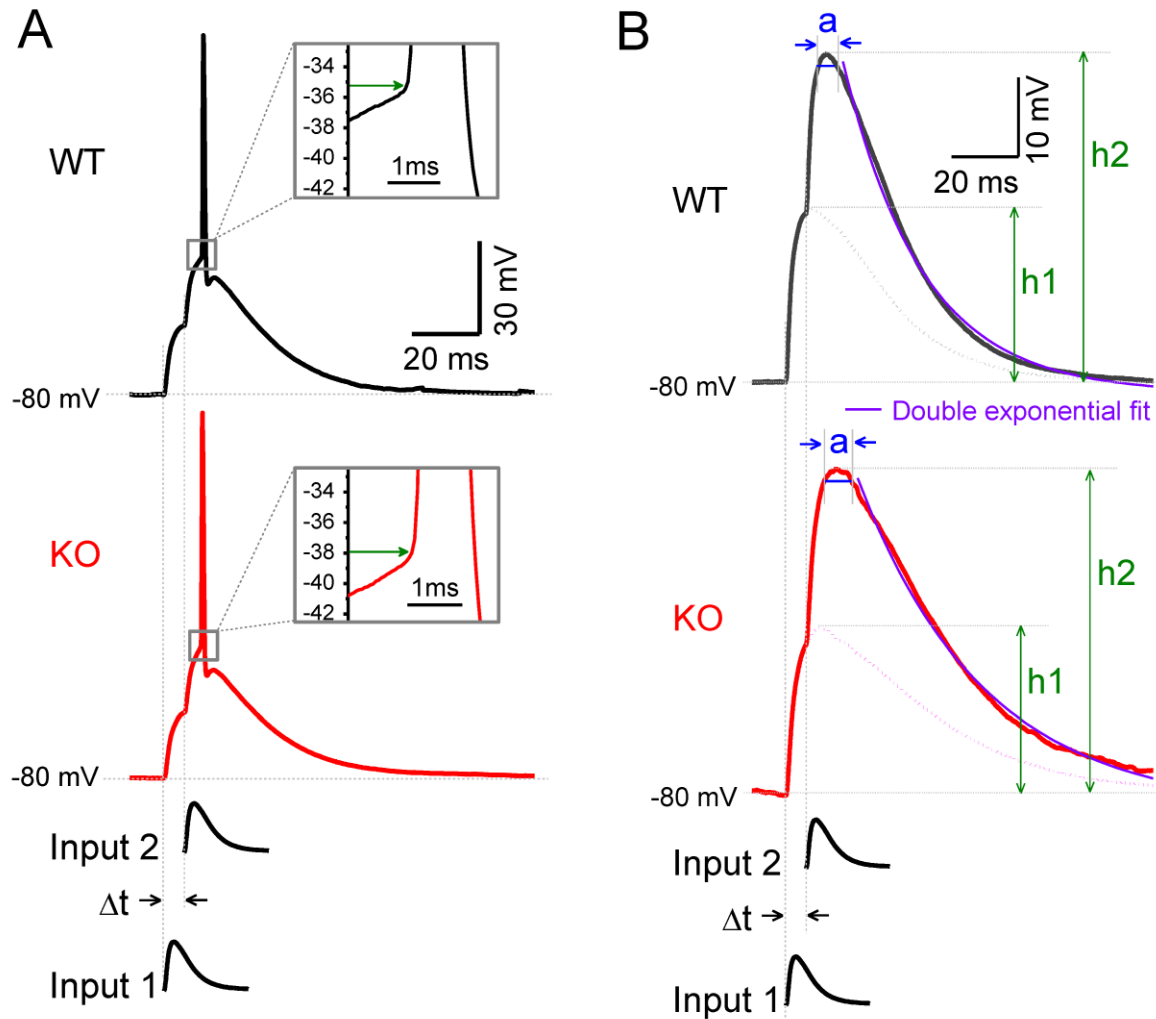 A
WT
-34
-36
-38
-40
-42
1ms
30 mV
20 ms
-80 mV
KO
-34
-36
-38
-40
-42
1ms
-80 mV
Input 2
Δt
Input 1
B
a
WT
10 mV
20 ms
h2
h1
-80 mV
Double exponential fit
a
KO
h2
h1
-80 mV
Input 2
Δt
Input 1